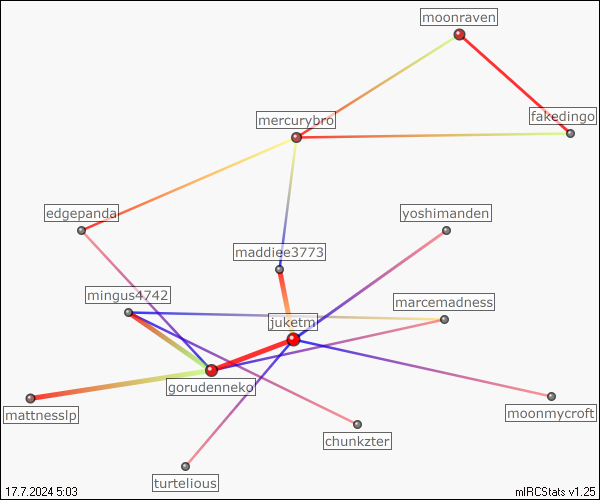 moonraven
fakedingo
mercurybro
edgepanda
yoshimanden
maddiee3773
mingus4742
marcemadness
juketm
gorudenneko
mattnesslp
moonmycroft
chunkzter
turtelious
17.7.2024 5:03
mIRCStats v1.25